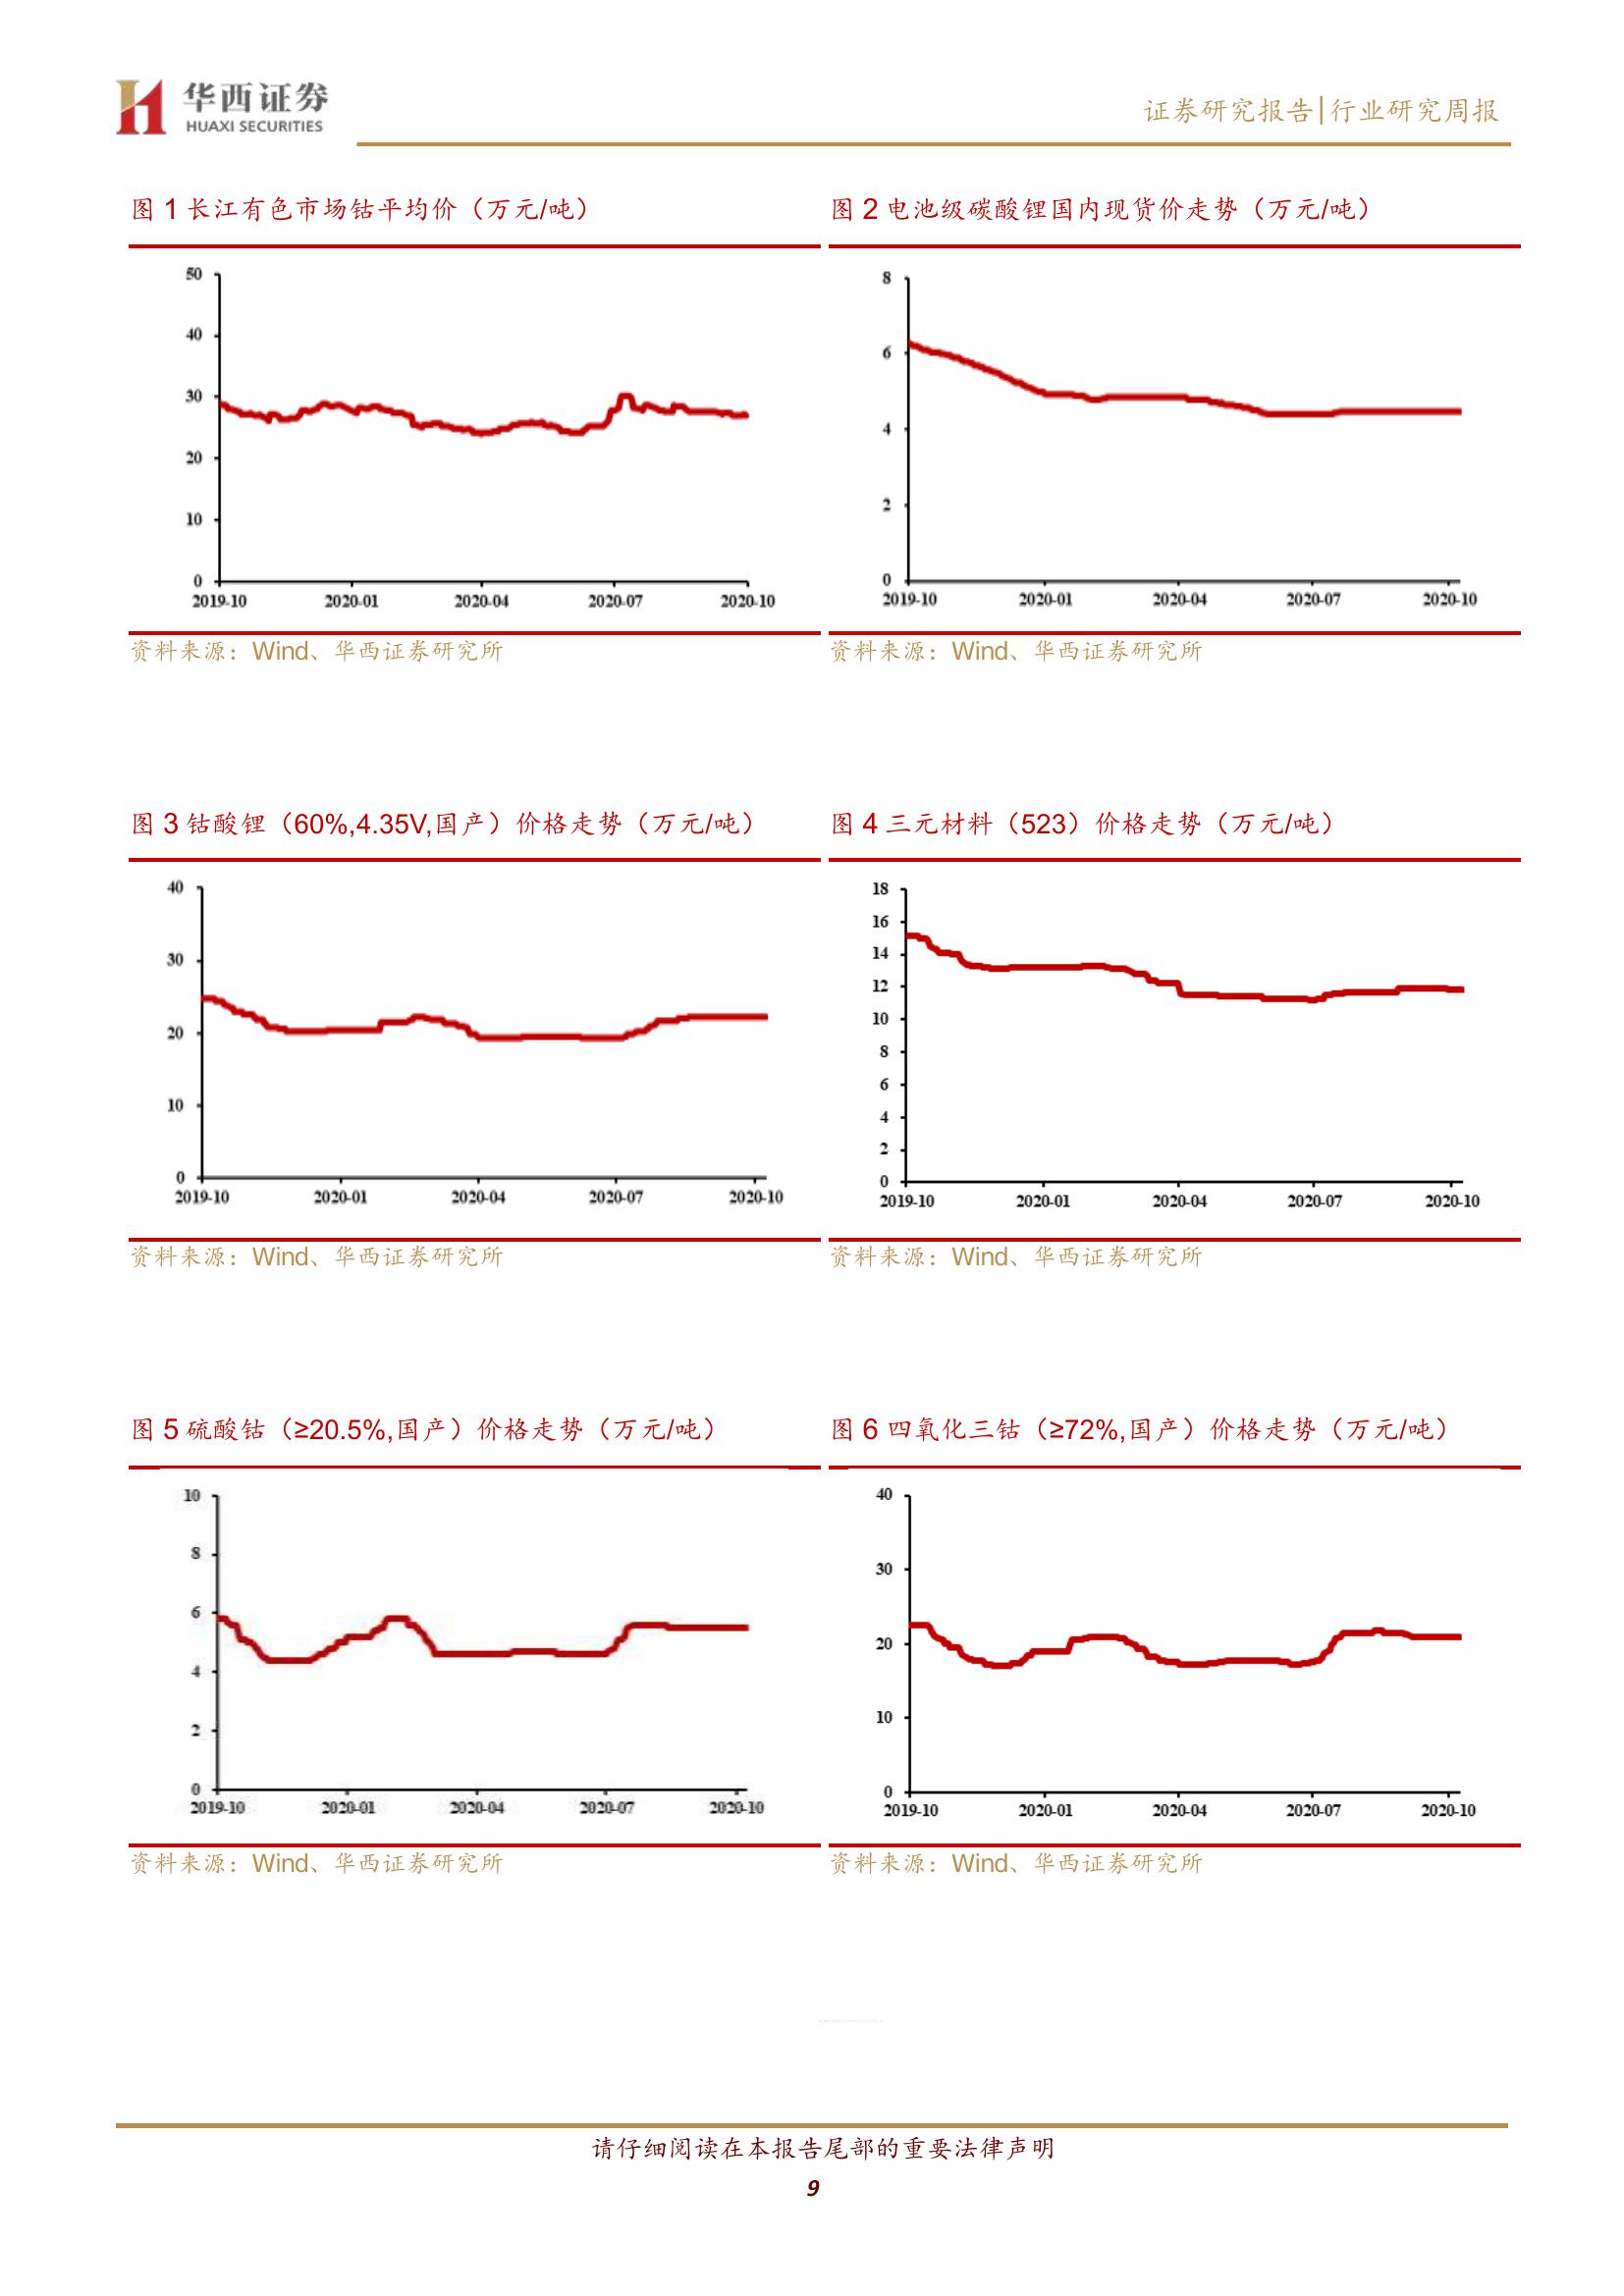 华西证券
HUAXI SECURITIES
证券研究报告|行业研究周报
图 1 长江有色市场钴平均价（万元/吨）
50
40
30
20
10
0
2019-10 2020-01 2020-04 2020-07 2020-10
资料来源：Wind、华西证券研究所
图 2 电池级碳酸锂国内现货价走势（万元/吨）
8
6
4
2
0
2019-10 2020-01 2020-04 2020-07 2020-10
资料来源：Wind、华西证券研究所
图 3 钴酸锂（60%,4.35V,国产）价格走势（万元/吨）
40
30
20
10
0
2019-10 2020-01 2020-04 2020-07 2020-10
资料来源：Wind、华西证券研究所
图 4 三元材料（523）价格走势（万元/吨）
18
16
14
12
10
8
6
4
2
0
2019-10 2020-01 2020-04 2020-07 2020-10
资料来源：Wind、华西证券研究所
图 5 硫酸钴（≥20.5%,国产）价格走势（万元/吨）
10
8
6
4
2
0
2019-10 2020-01 2020-04 2020-07 2020-10
资料来源：Wind、华西证券研究所
图 6 四氧化三钴（≥72%,国产）价格走势（万元/吨）
40
30
20
10
0
2019-10 2020-01 2020-04 2020-07 2020-10
资料来源：Wind、华西证券研究所
请仔细阅读在本报告尾部的重要法律声明
9